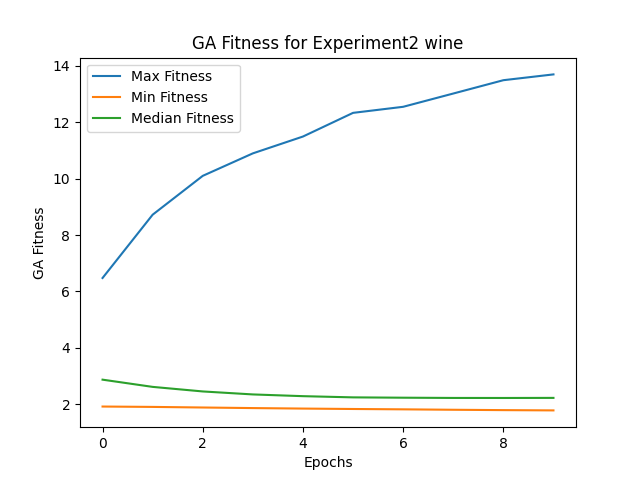 GA Fitness for Experiment2 wine
Max Fitness
Min Fitness
Median Fitness
GA Fitness
14
12
10
8
6
4
2
0 2 4 6 8
Epochs